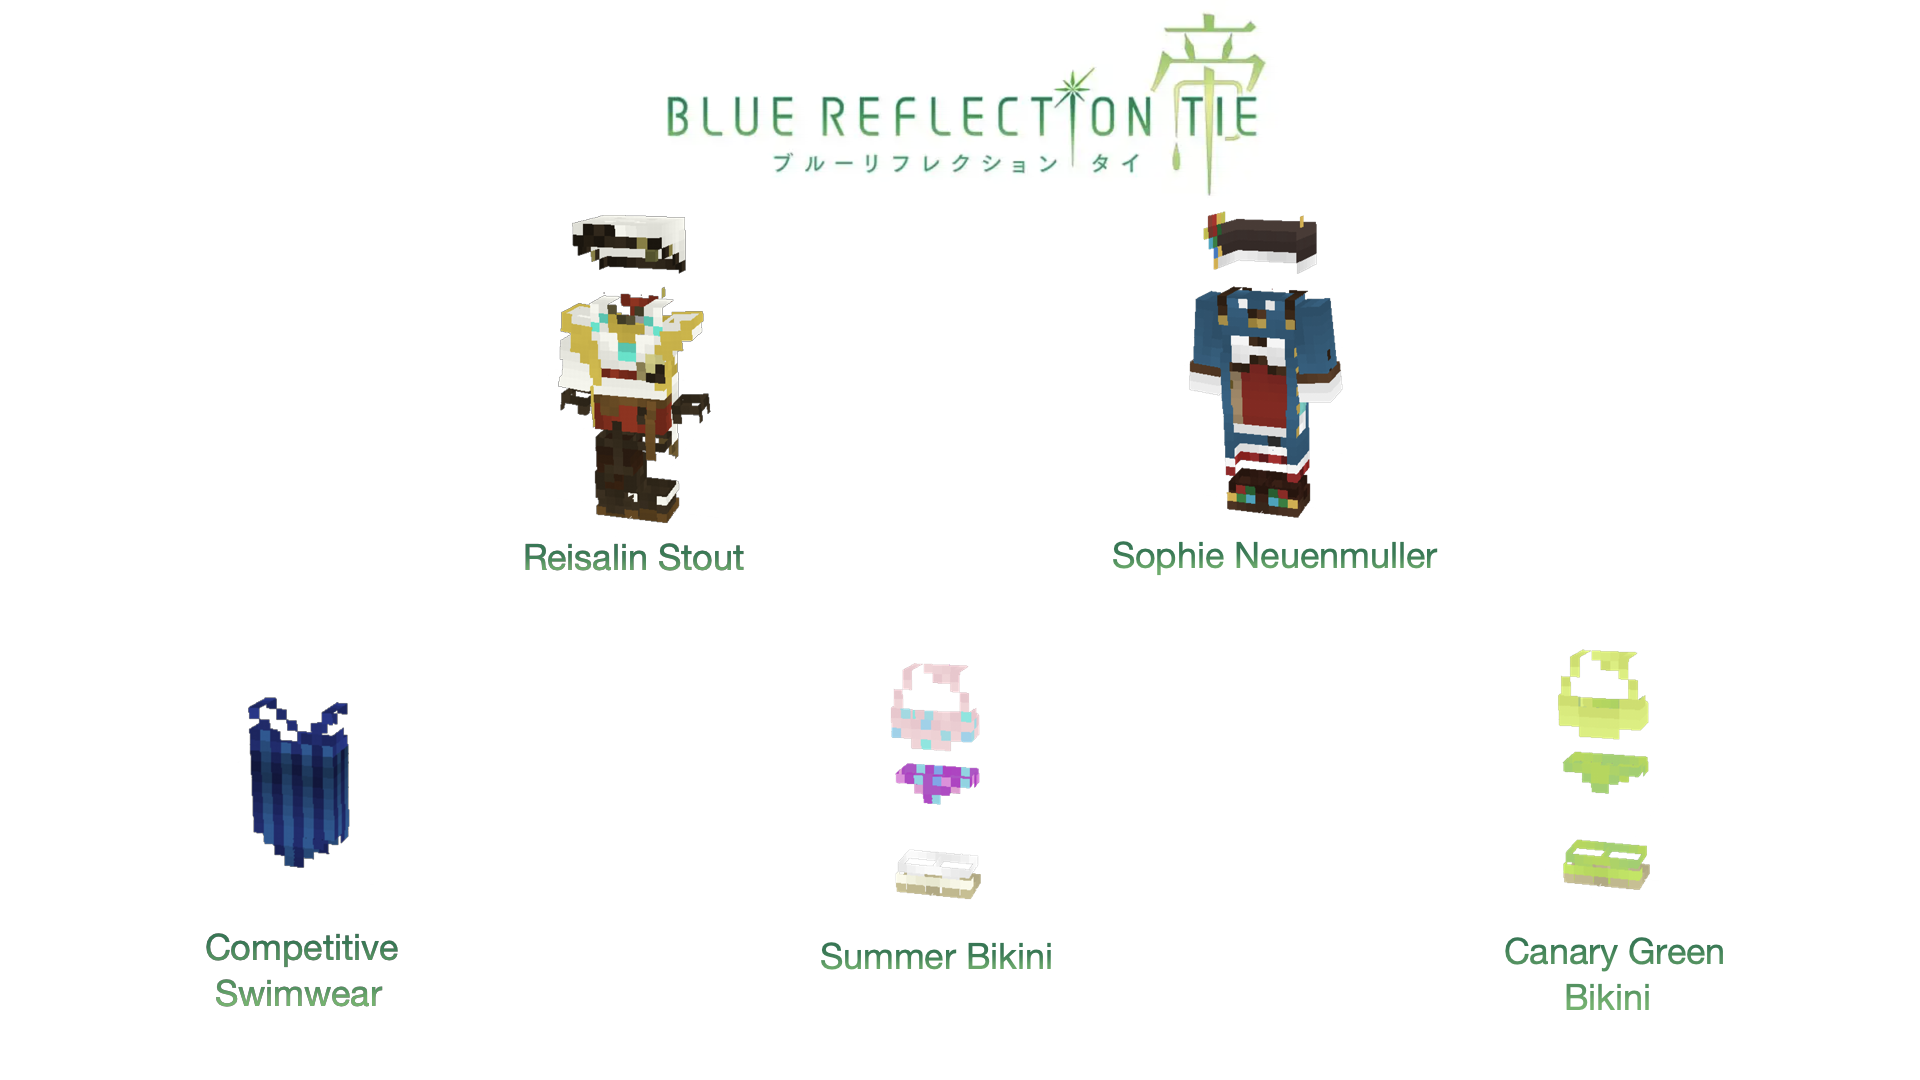 BLUE REFLECTION TIE
帝
ブルーリフレクション タイ
Reisalin Stout
Sophie Neuenmuller
Competitive
Swimwear
Summer Bikini
Canary Green
Bikini